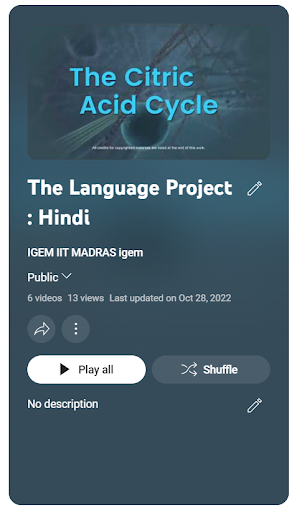 The Citric
Acid Cycle
All credits for copyrighted materials are listed at the end of this work.
The Language Project
: Hindi
IGEM IIT MADRAS igem
Public
6 videos 13 views Last updated on Oct 28, 2022
Play all
Shuffle
No description